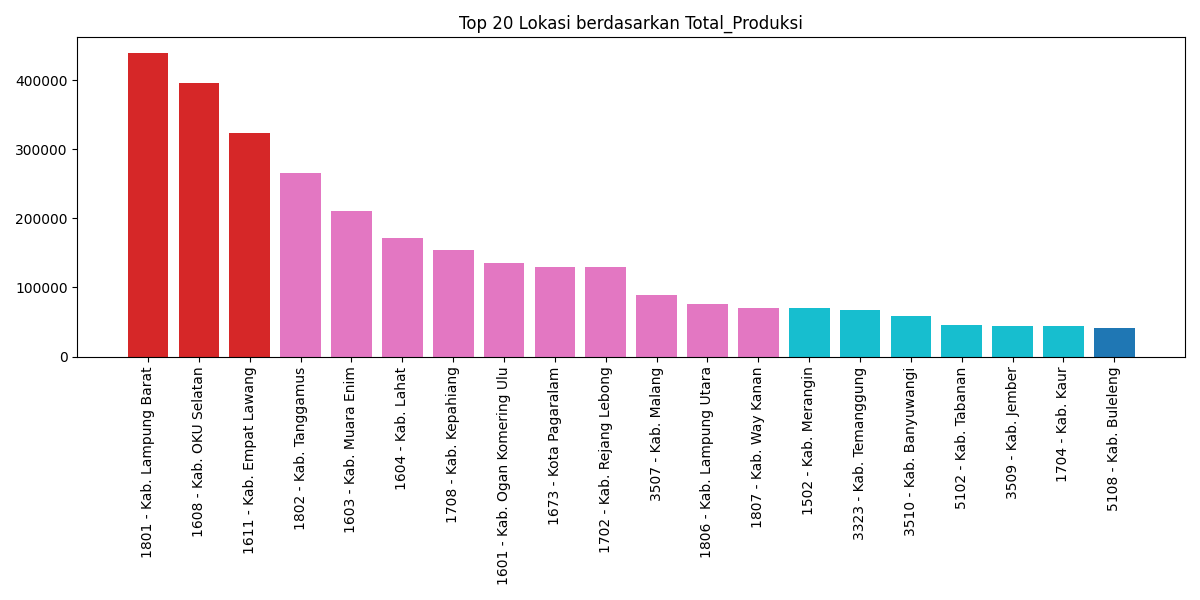 Top 20 Lokasi berdasarkan Total_Produksi
400000
300000
200000
100000
0
1801 - Kab. Lampung Barat
1608 - Kab. OKU Selatan
1611 - Kab. Empat Lawang
1802 - Kab. Tanggamus
1603 - Kab. Muara Enim
1604 - Kab. Lahat
1708 - Kab. Kepahiang
1601 - Kab. Ogan Komering Ulu
1673 - Kota Pagaralam
1702 - Kab. Rejang Lebong
3507 - Kab. Malang
1806 - Kab. Lampung Utara
1807 - Kab. Way Kanan
1502 - Kab. Merangin
3323 - Kab. Temanggung
3510 - Kab. Banyuwangi
5102 - Kab. Tabanan
3509 - Kab. Jember
1704 - Kab. Kaur
5108 - Kab. Buleleng